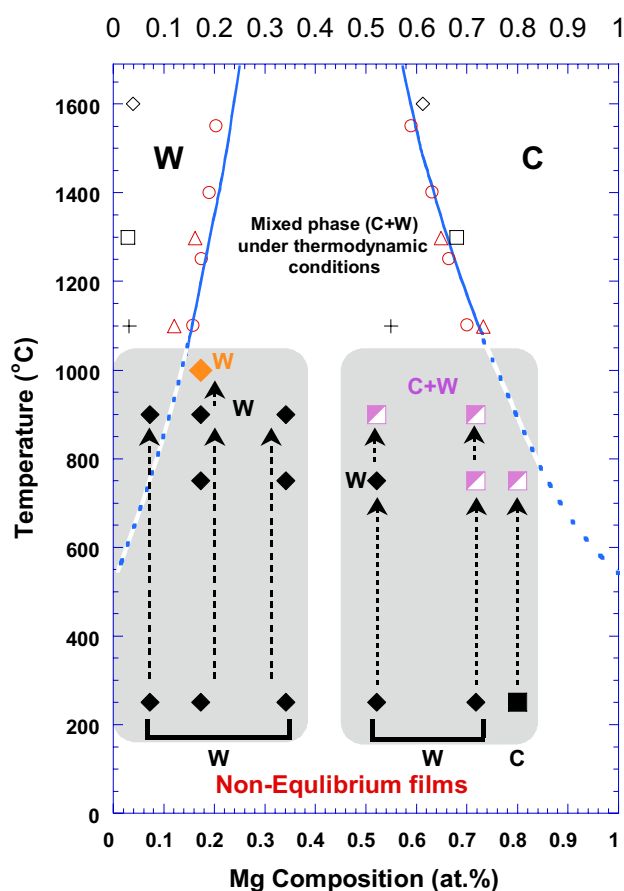 0 0.1 0.2 0.3 0.4 0.5 0.6 0.7 0.8 0.9 1
1600
W
C
1400
Mixed phase (C+W)
under thermodynamic
conditions
1200
1000
W
C+W
W
800
W
600
400
200
W
W
C
Non-Equlibrium films
0
0 0.1 0.2 0.3 0.4 0.5 0.6 0.7 0.8 0.9 1
Temperature (°C)
Mg Composition (at.%)